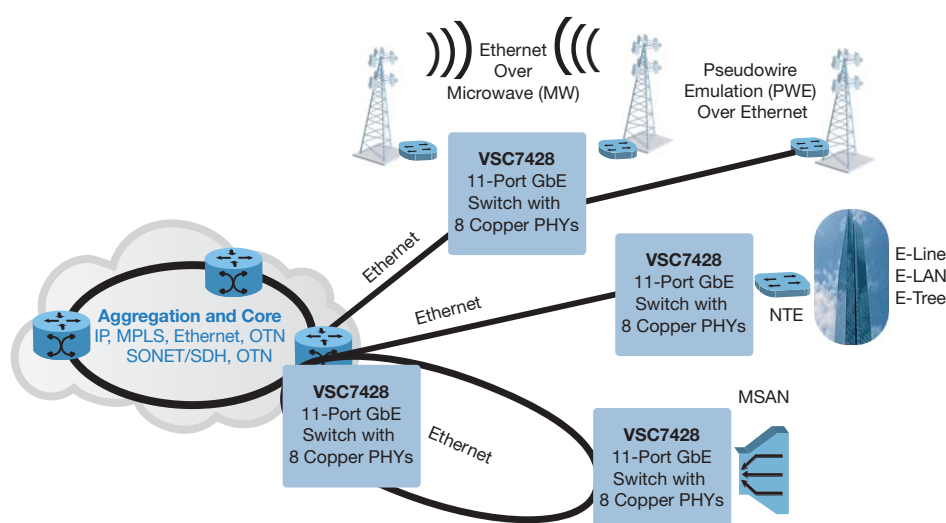 Ethernet
Over
Microwave (MW)
Pseudowire
Emulation (PWE)
Over Ethernet
VSC7428
11-Port GbE
Switch with
8 Copper PHYs
Ethernet
VSC7428
11-Port GbE
Switch with
8 Copper PHYs
NTE
E-Line
E-LAN
E-Tree
Ethernet
Aggregation and Core
IP, MPLS, Ethernet, OTN
SONET/SDH, OTN
VSC7428
11-Port GbE
Switch with
8 Copper PHYs
Ethernet
VSC7428
11-Port GbE
Switch with
8 Copper PHYs
MSAN